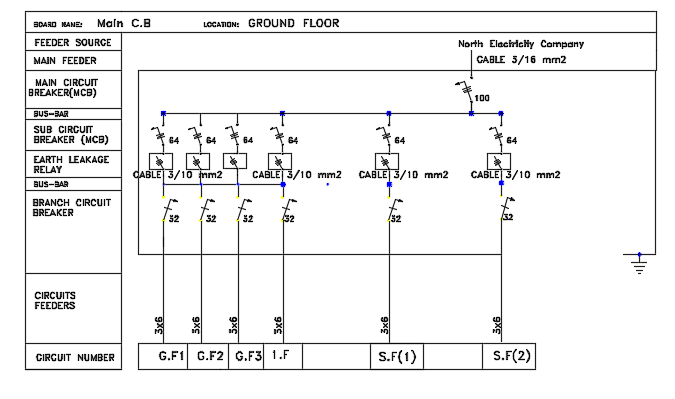 BOARD NAME: Main C.B LOCATION: GROUND FLOOR
FEEDER SOURCE North Electricity Company
MAIN FEEDER CABLE 3/16 mm2
MAIN CIRCUIT
BREAKER(MCB) 100
BUS-BAR
SUB CIRCUIT
BREAKER (MCB) 64 64 64 64 64 64
EARTH LEAKAGE
RELAY
CABLE 3/10 mm2 CABLE 3/10 mm2 CABLE 3/10 mm2 CABLE 3/10 mm2
BUS-BAR
BRANCH CIRCUIT
BREAKER 32 32 32 32 32 32
CIRCUITS
FEEDERS
3x6 3x6 3x6 3x6 3x6 3x6
CIRCUIT NUMBER G.F1 G.F2 G.F3 1.F S.F(1) S.F(2)